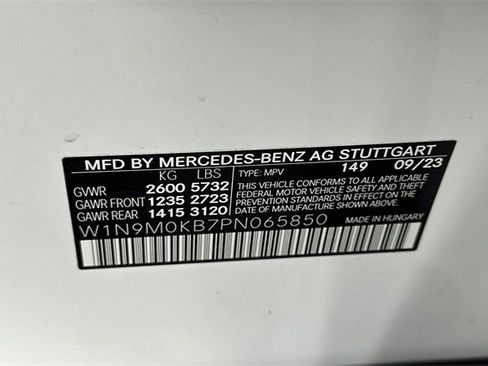 MFD BY MERCEDES-BENZ AG STUTTGART
KG LBS TYPE: MPV 149 09/23
GVWR 2600 5732 THIS VEHICLE CONFORMS TO ALL APPLICABLE
GAWR FRONT 1235 2723 FEDERAL MOTOR VEHICLE SAFETY AND THEFT
GAWR REAR 1415 3120 PREVENTION STANDARDS IN EFFECT ON THE
DATE OF MANUFACTURE SHOWN ABOVE.
W1N9M0KB7PN065850 MADE IN HUNGARY